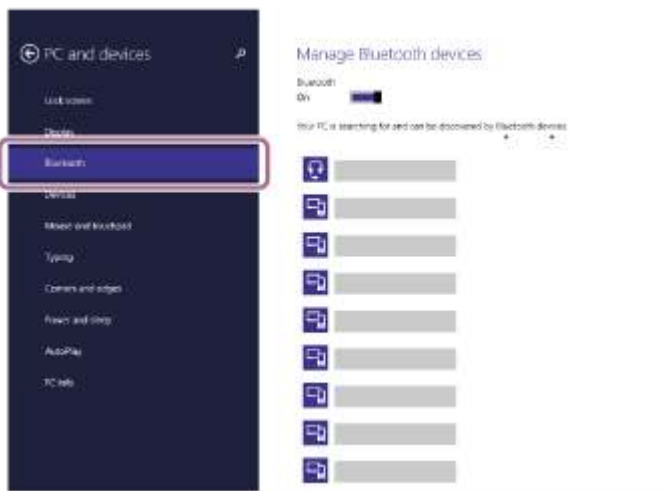 PC and devices
Lock screen
Display
Bluetooth
Devices
Mouse and touchpad
Typing
Corners and edges
Power and sleep
AutoPlay
PC info
Manage Bluetooth devices
Bluetooth
On
Your PC is searching for and can be discovered by Bluetooth devices